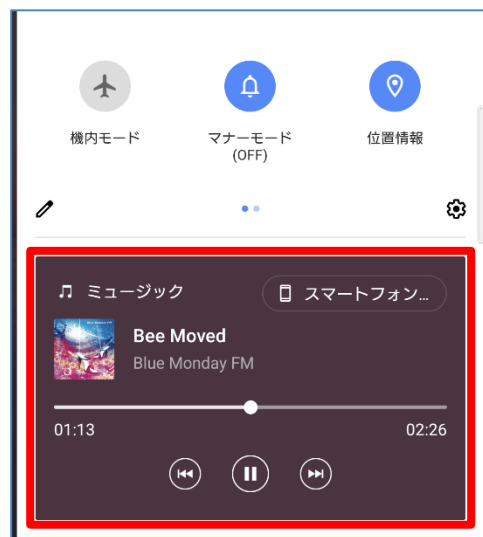 機内モード
マナーモード
(OFF)
位置情報
ミュージック
スマートフォン…
Bee Moved
Blue Monday FM
01:13
02:26